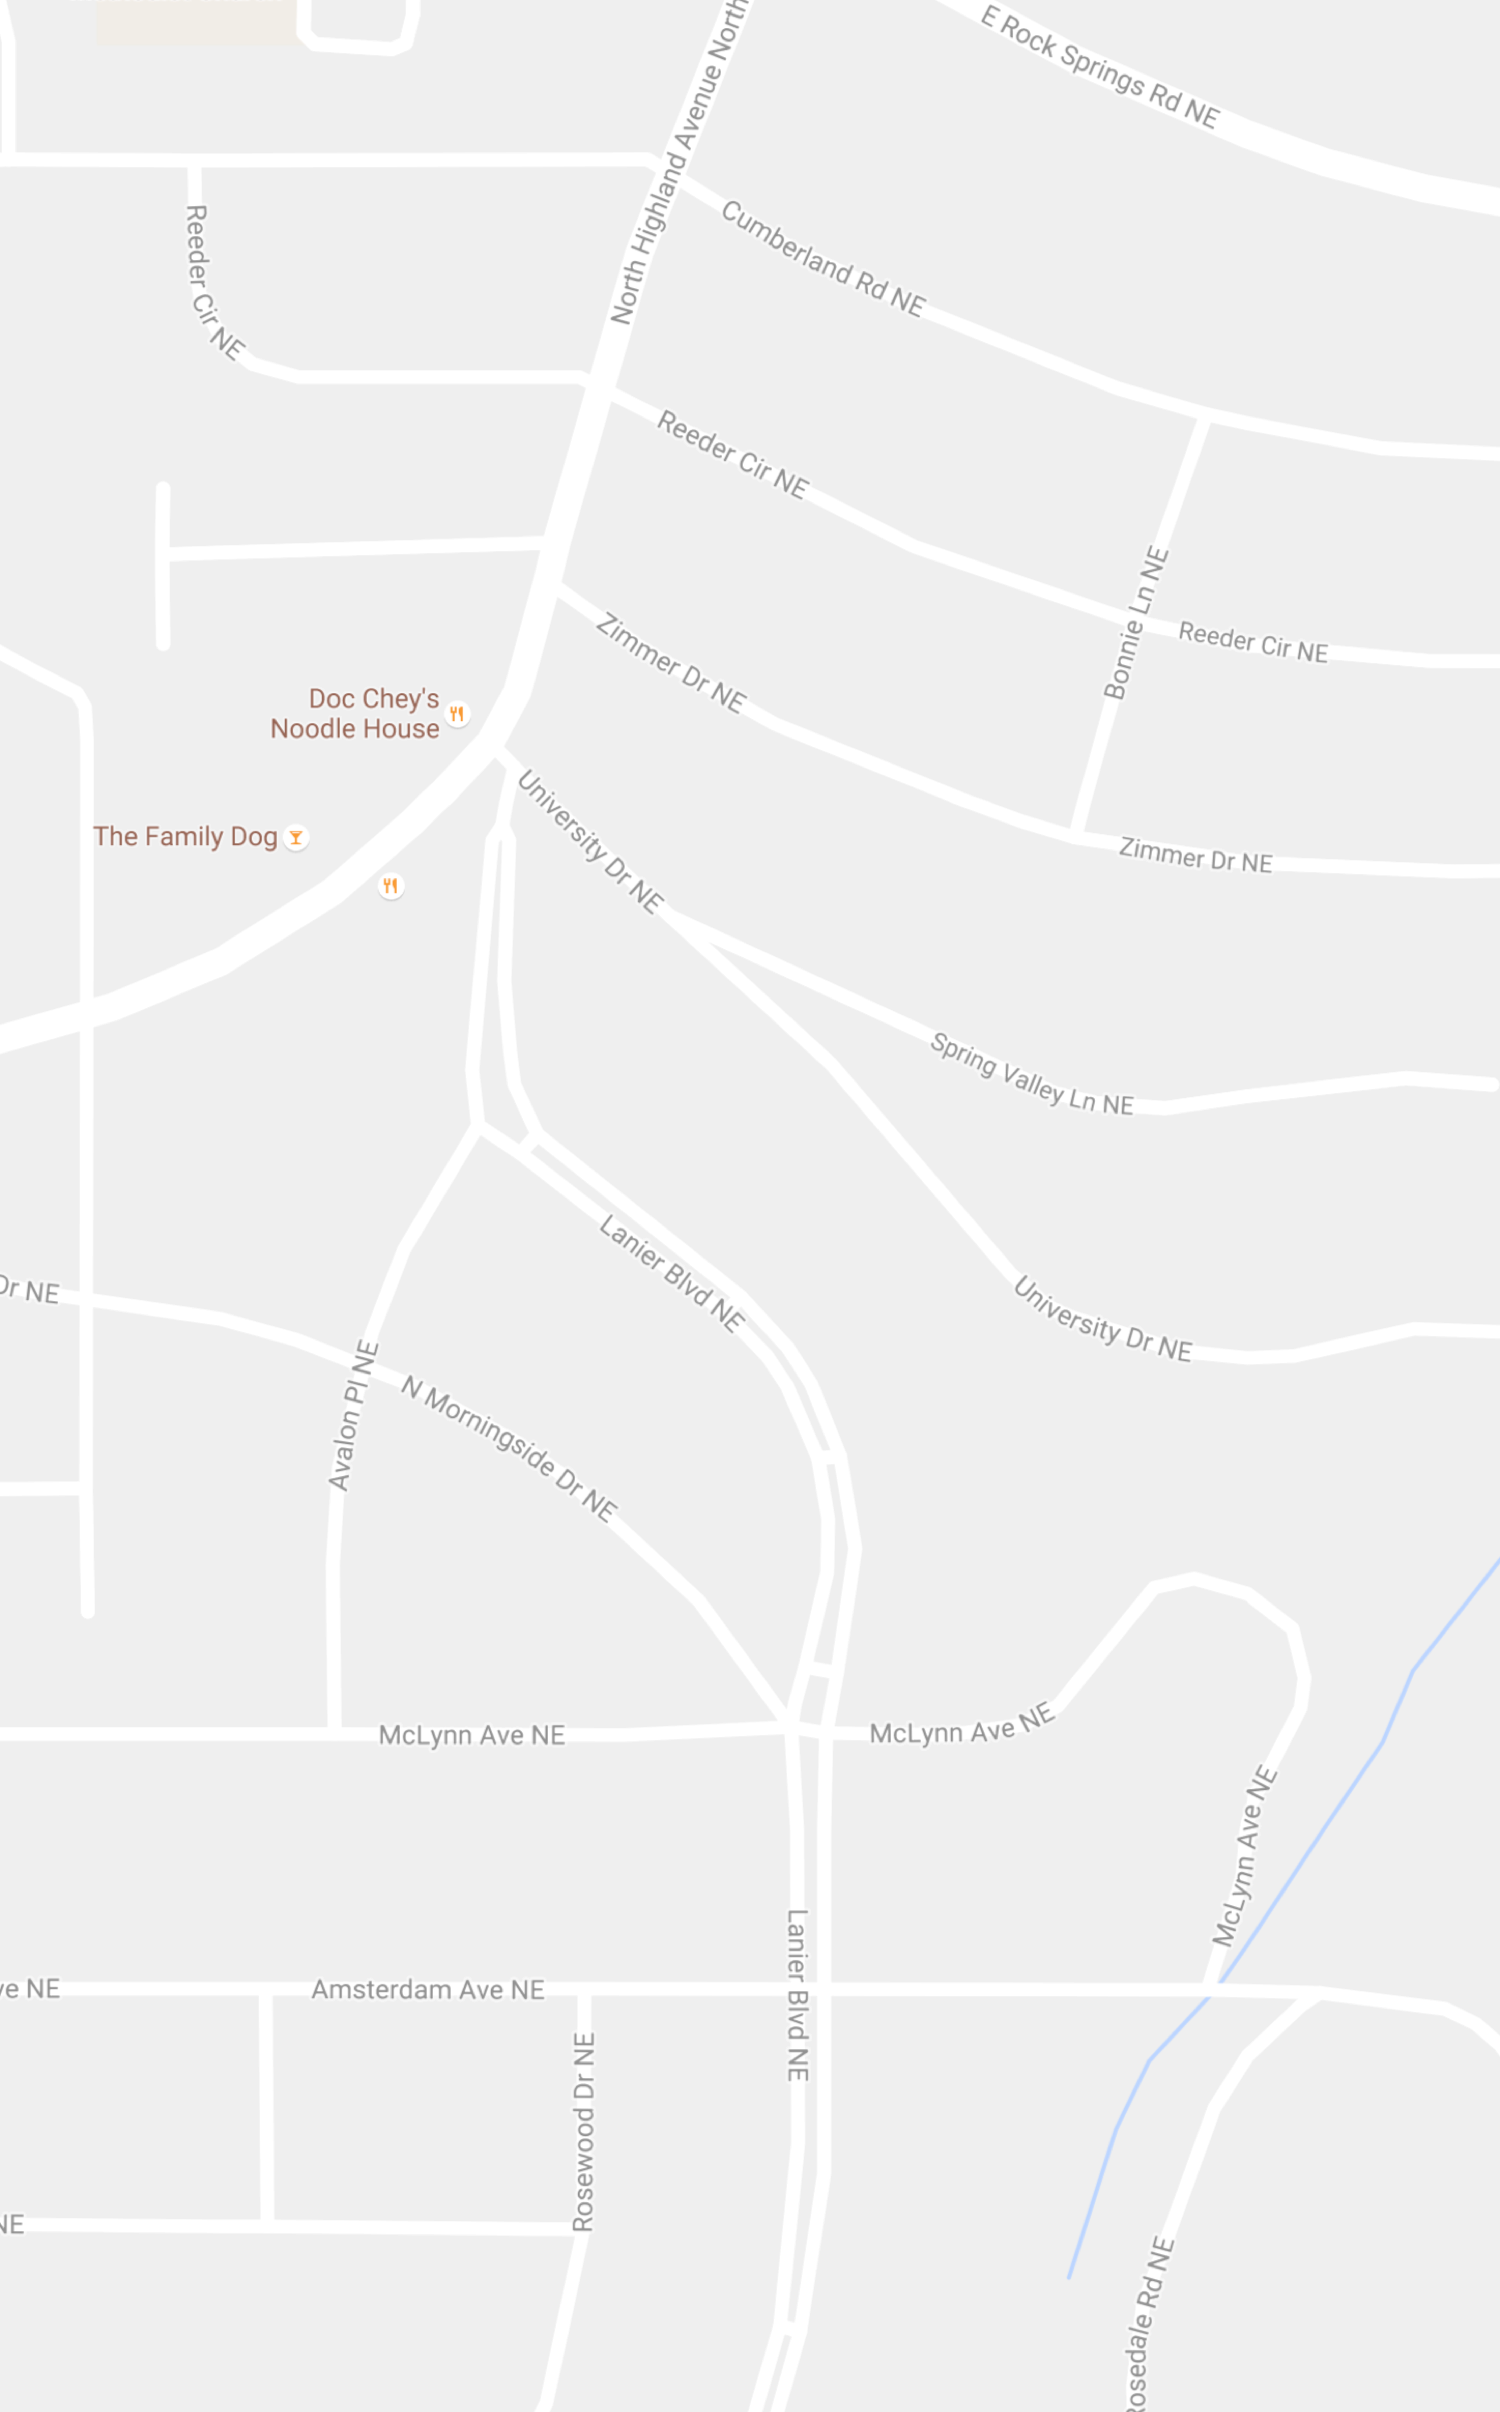 E Rock Springs Rd NE
North Highland Avenue North
Cumberland Rd NE
Reeder Cir NE
Reeder Cir NE
Bonnie Ln NE
Reeder Cir NE
Zimmer Dr NE
Doc Chey's
Noodle House
The Family Dog
University Dr NE
Zimmer Dr NE
Spring Valley Ln NE
Lanier Blvd NE
Dr NE
University Dr NE
Avalon Pl NE
N Morningside Dr NE
McLynn Ave NE
McLynn Ave NE
McLynn Ave NE
ve NE
Amsterdam Ave NE
Lanier Blvd NE
Rosewood Dr NE
NE
Rosedale Rd NE